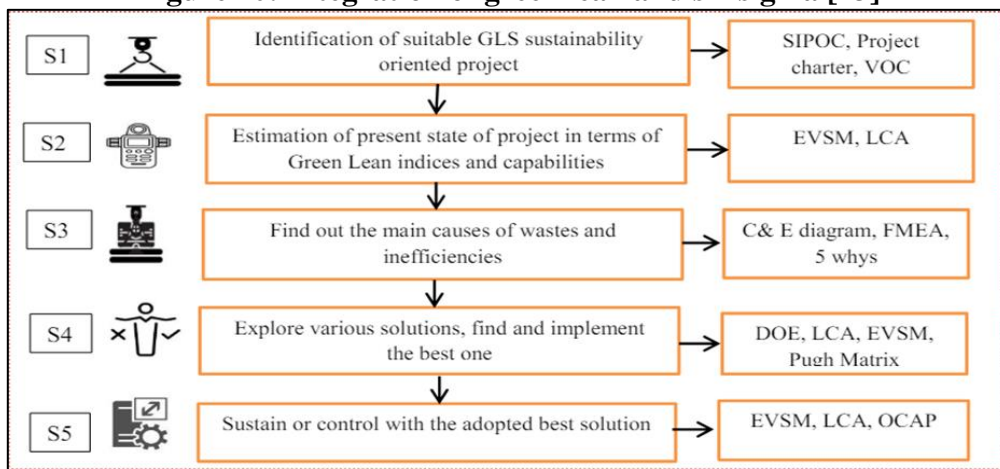 S1
Identification of suitable GLS sustainability
oriented project
SIPOC, Project
charter, VOC
S2
Estimation of present state of project in terms of
Green Lean indices and capabilities
EVSM, LCA
S3
Find out the main causes of wastes and
inefficiencies
C& E diagram, FMEA,
5 whys
S4
Explore various solutions, find and implement
the best one
DOE, LCA, EVSM,
Pugh Matrix
S5
Sustain or control with the adopted best solution
EVSM, LCA, OCAP